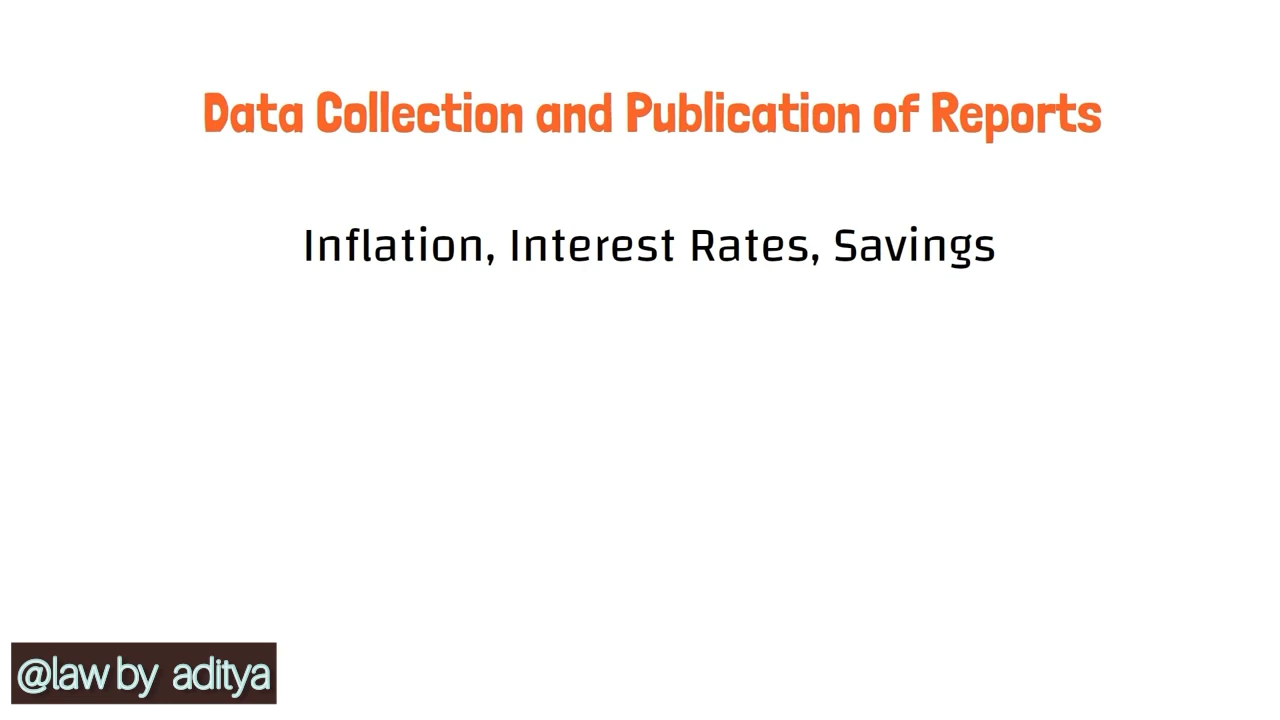 Data Collection and Publication of Reports
Inflation, Interest Rates, Savings
@law by aditya